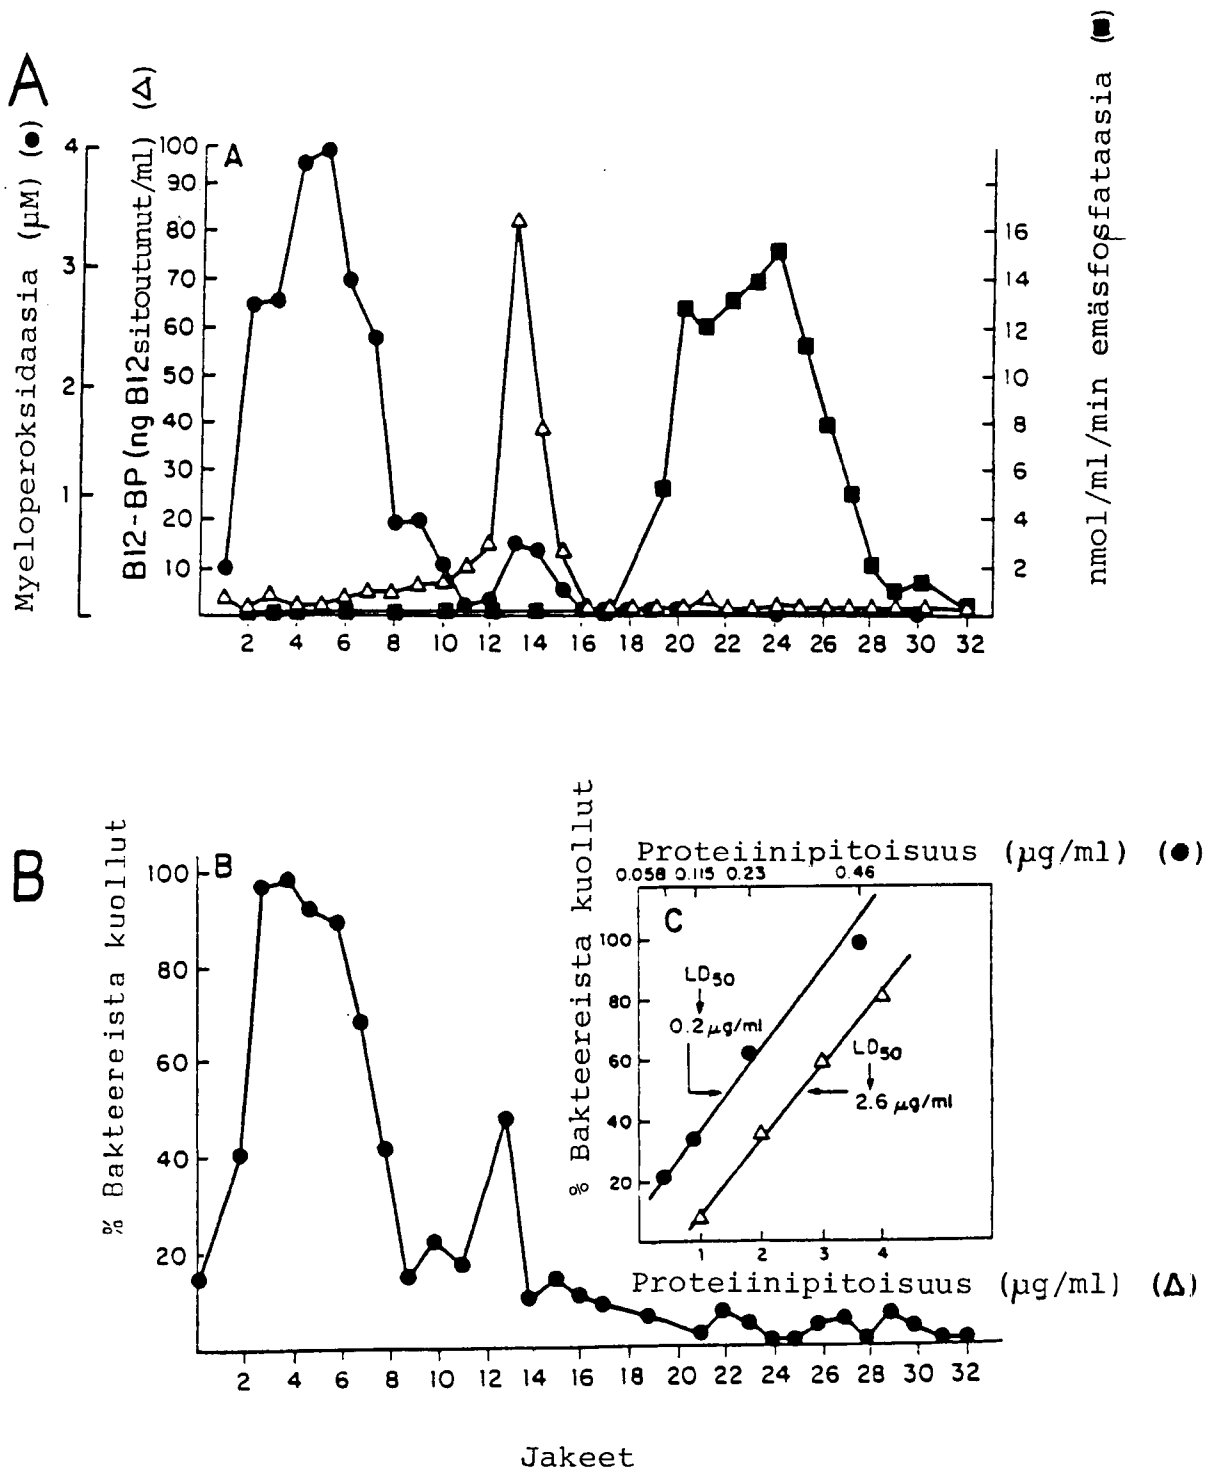 A
Myeloperoksidaasia (µM) (●)
4
3
2
1
B12-BP (ng B12 sitoutunut/ml) (Δ)
100
90
80
70
60
50
40
30
20
10
A
nmol/ml/min emäsfosfataasia (■)
16
14
12
10
8
6
4
2
2 4 6 8 10 12 14 16 18 20 22 24 26 28 30 32
B
% Bakteereista kuollut
100
80
60
40
20
B
Proteiinipitoisuus (µg/ml) (●)
0.058 0.115 0.23 0.46
% Bakteereista kuollut
100
80
60
40
20
C
LD50
0.2 µg/ml
LD50
2.6 µg/ml
1 2 3 4
Proteiinipitoisuus (µg/ml) (Δ)
2 4 6 8 10 12 14 16 18 20 22 24 26 28 30 32
Jakeet